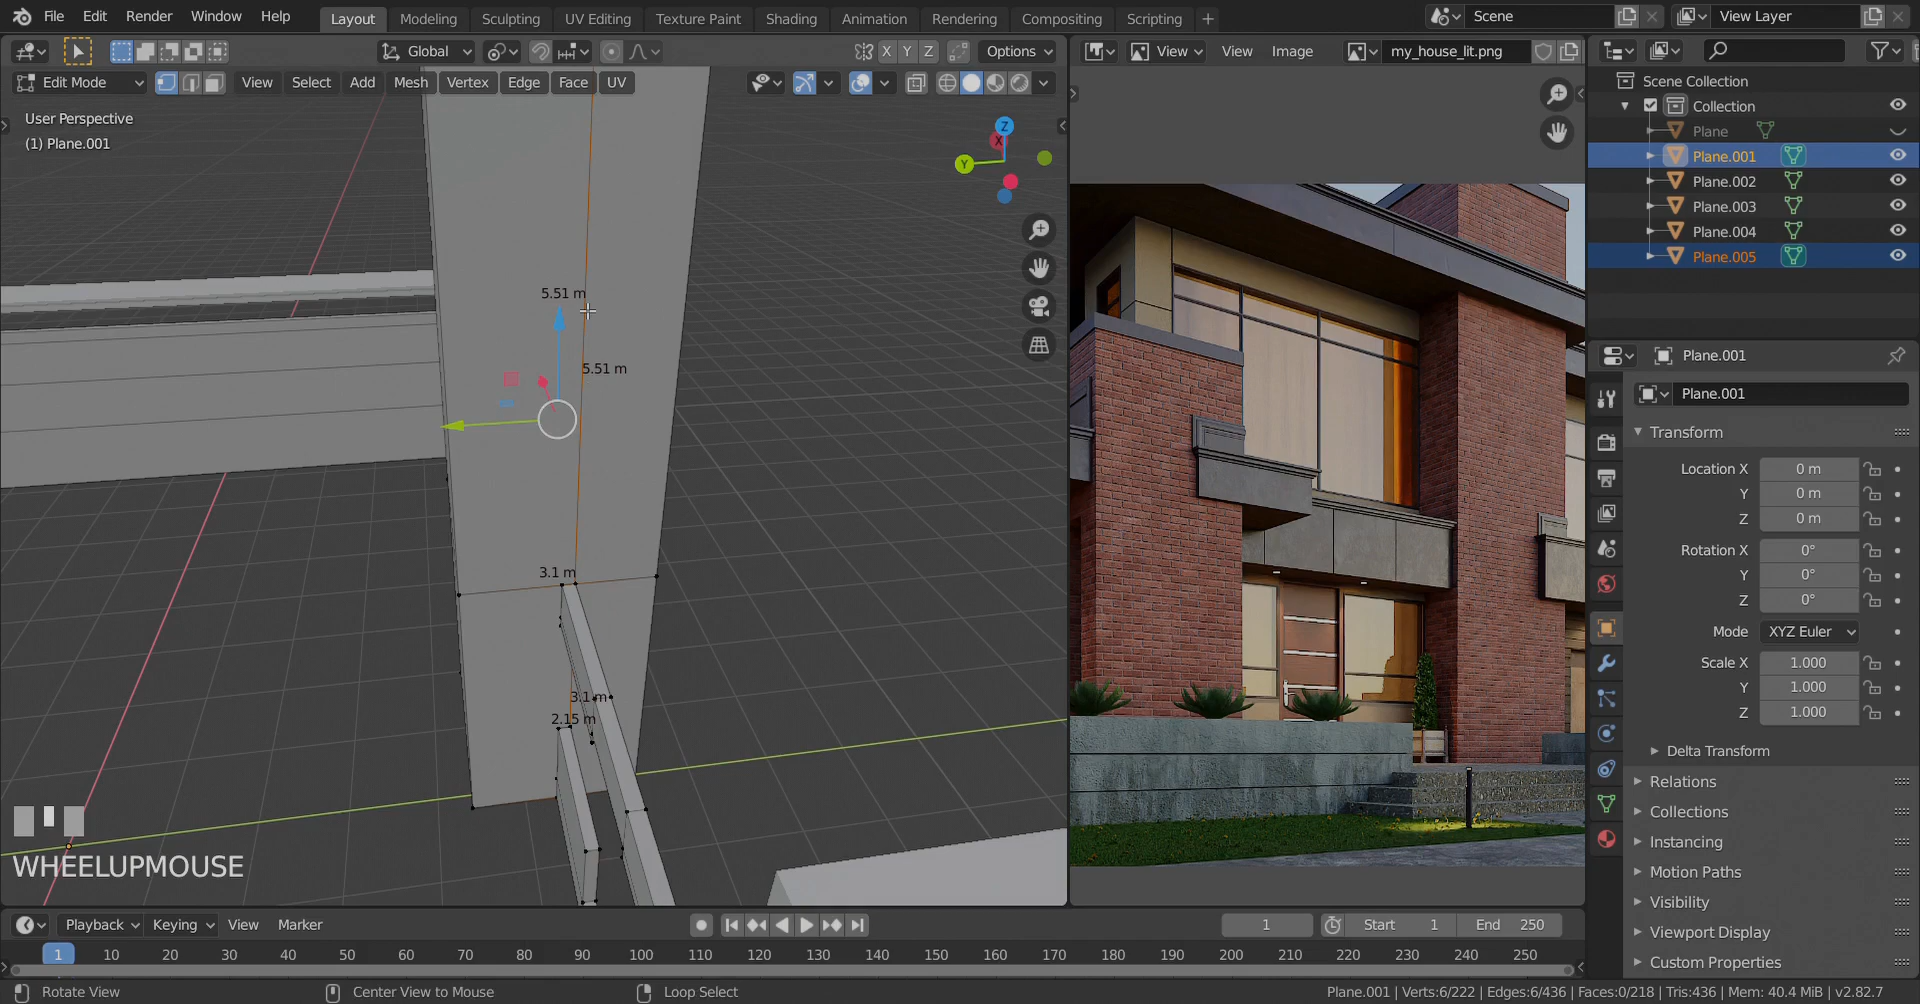 File Edit Render Window Help Layout Modeling Sculpting UV Editing Texture Paint Shading Animation Rendering Compositing Scripting + Scene View Layer
Global X Y Z Options
View View Image my_house_lit.png
Edit Mode View Select Add Mesh Vertex Edge Face UV
User Perspective
(1) Plane.001
Z
X
Y
5.51 m
5.51 m
3.1 m
3.1 m
2.15 m
WHEELUPMOUSE
Scene Collection
Collection
Plane
Plane.001
Plane.002
Plane.003
Plane.004
Plane.005
Plane.001
Plane.001
Transform
Location X 0 m
Y 0 m
Z 0 m
Rotation X 0°
Y 0°
Z 0°
Mode XYZ Euler
Scale X 1.000
Y 1.000
Z 1.000
Delta Transform
Relations
Collections
Instancing
Motion Paths
Visibility
Viewport Display
Custom Properties
Playback Keying View Marker 1 Start 1 End 250
1 10 20 30 40 50 60 70 80 90 100 110 120 130 140 150 160 170 180 190 200 210 220 230 240 250
Rotate View Center View to Mouse Loop Select Plane.001 | Verts:6/222 | Edges:6/436 | Faces:0/218 | Tris:436 | Mem: 40.4 MiB | v2.82.7